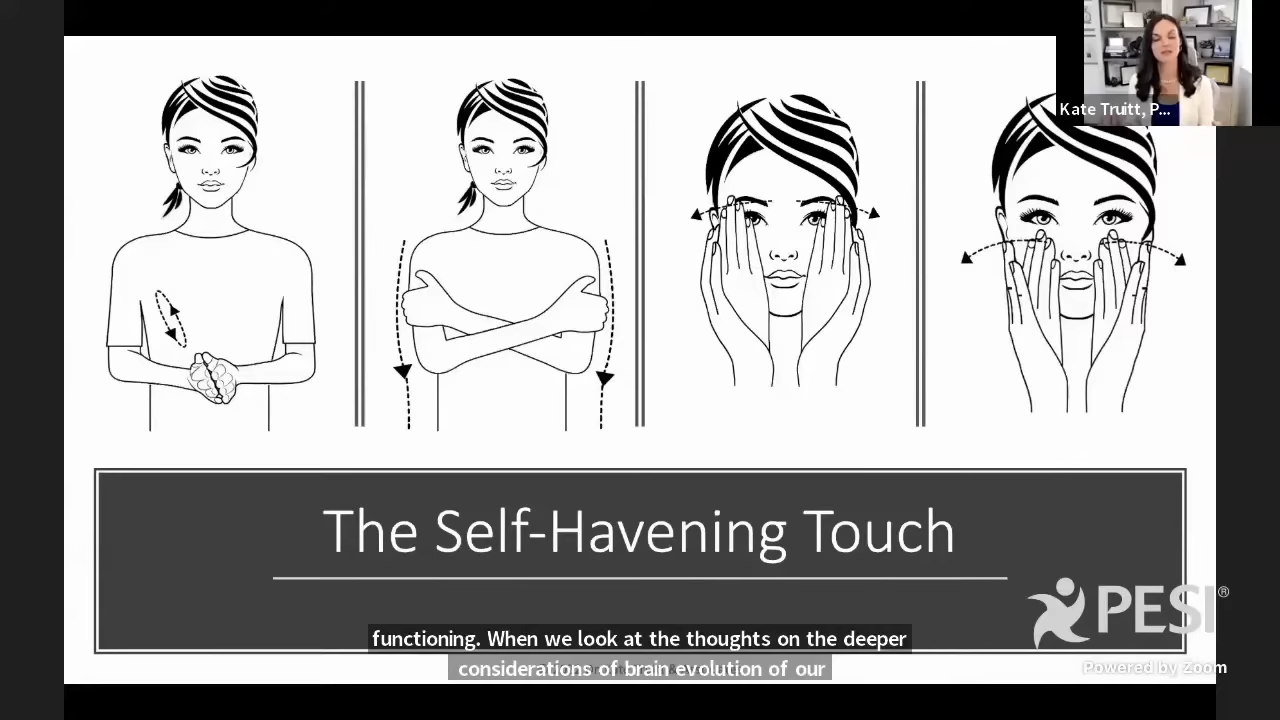 Kate Truitt, P...
The Self-Havening Touch
functioning. When we look at the thoughts on the deeper
considerations of brain evolution of our
PESI®
Powered by Zoom